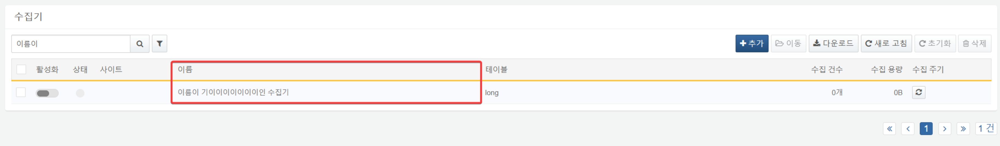 수집기
이름이
추가 이동 다운로드 새로 고침 초기화 삭제
활성화 상태 사이트 이름 테이블 수집 건수 수집 용량 수집 주기
이름이 기이이이이이이이인 수집기 long 0개 0B
« ‹ 1 › » 1 건